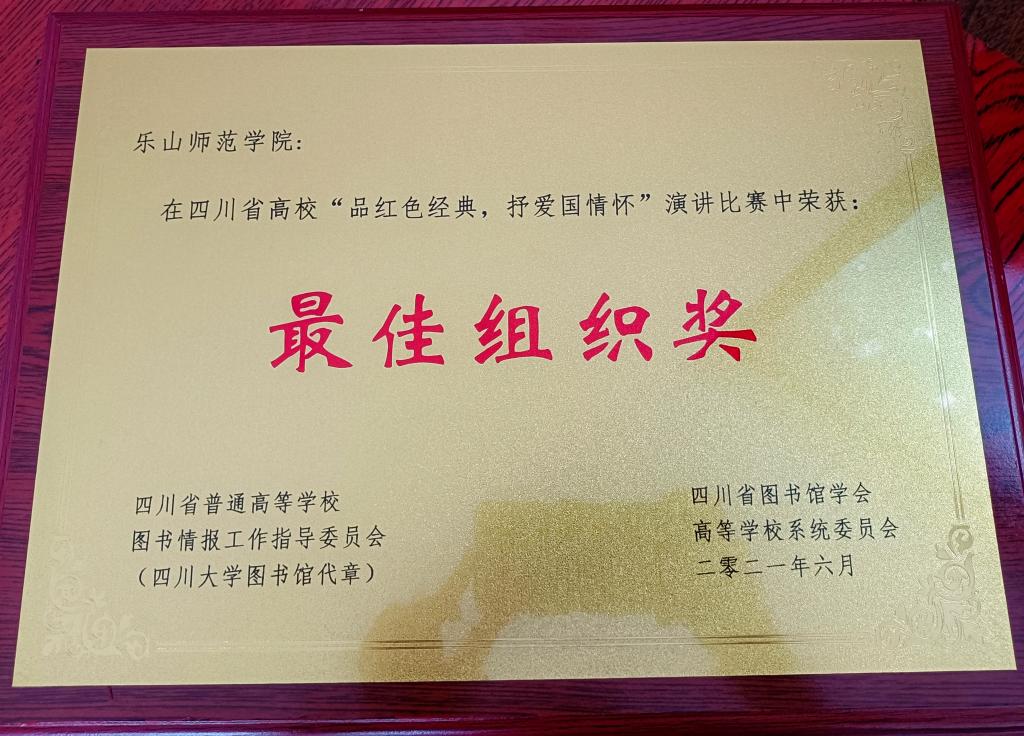 乐山师范学院:
在四川省高校“品红色经典，抒爱国情怀”演讲比赛中荣获：
最佳组织奖
四川省普通高等学校
图书情报工作指导委员会
（四川大学图书馆代章）
四川省图书馆学会
高等学校系统委员会
二零二一年六月